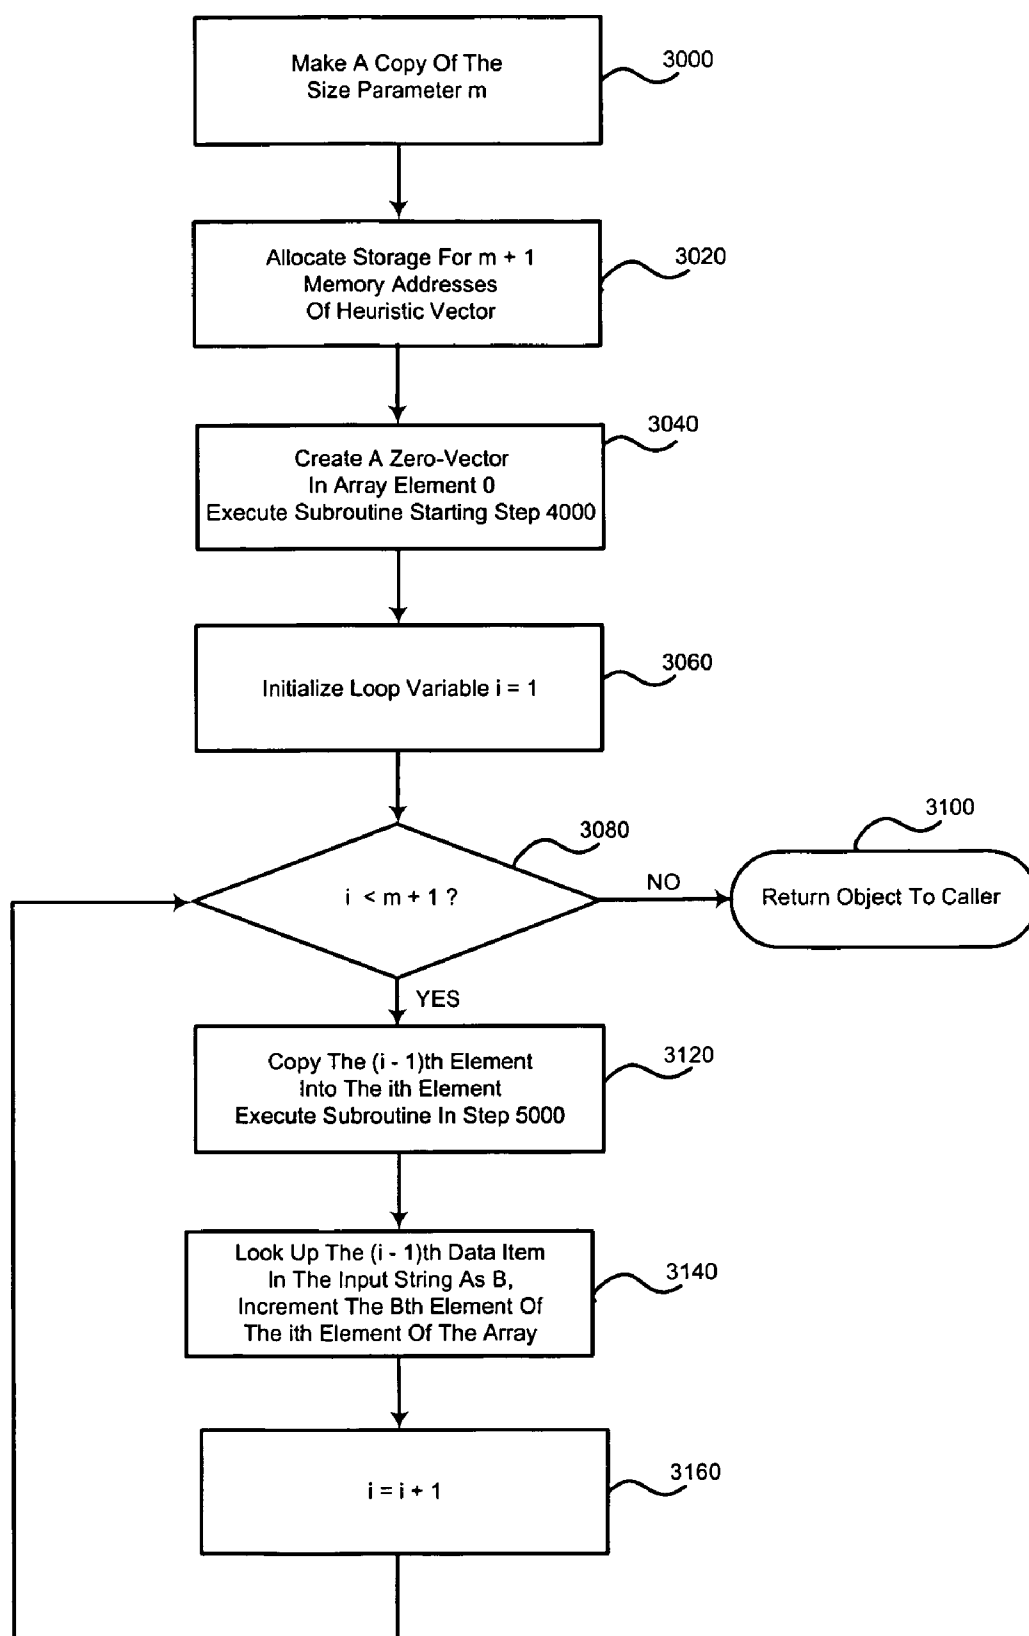 Make A Copy Of The
Size Parameter m
3000
Allocate Storage For m + 1
Memory Addresses
Of Heuristic Vector
3020
Create A Zero-Vector
In Array Element 0
Execute Subroutine Starting Step 4000
3040
Initialize Loop Variable i = 1
3060
i < m + 1 ?
3080
NO
Return Object To Caller
3100
YES
Copy The (i - 1)th Element
Into The ith Element
Execute Subroutine In Step 5000
3120
Look Up The (i - 1)th Data Item
In The Input String As B,
Increment The Bth Element Of
The ith Element Of The Array
3140
i = i + 1
3160